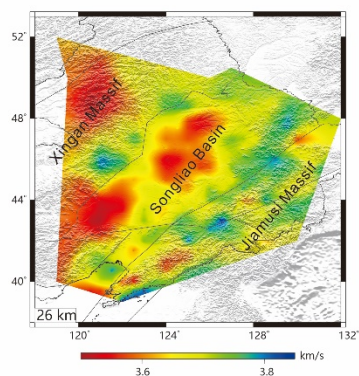 52°
48°
44°
40°
Xingan Massif
Songliao Basin
Jiamusi Massif
26 km
120°
124°
128°
132°
km/s
3.6
3.8